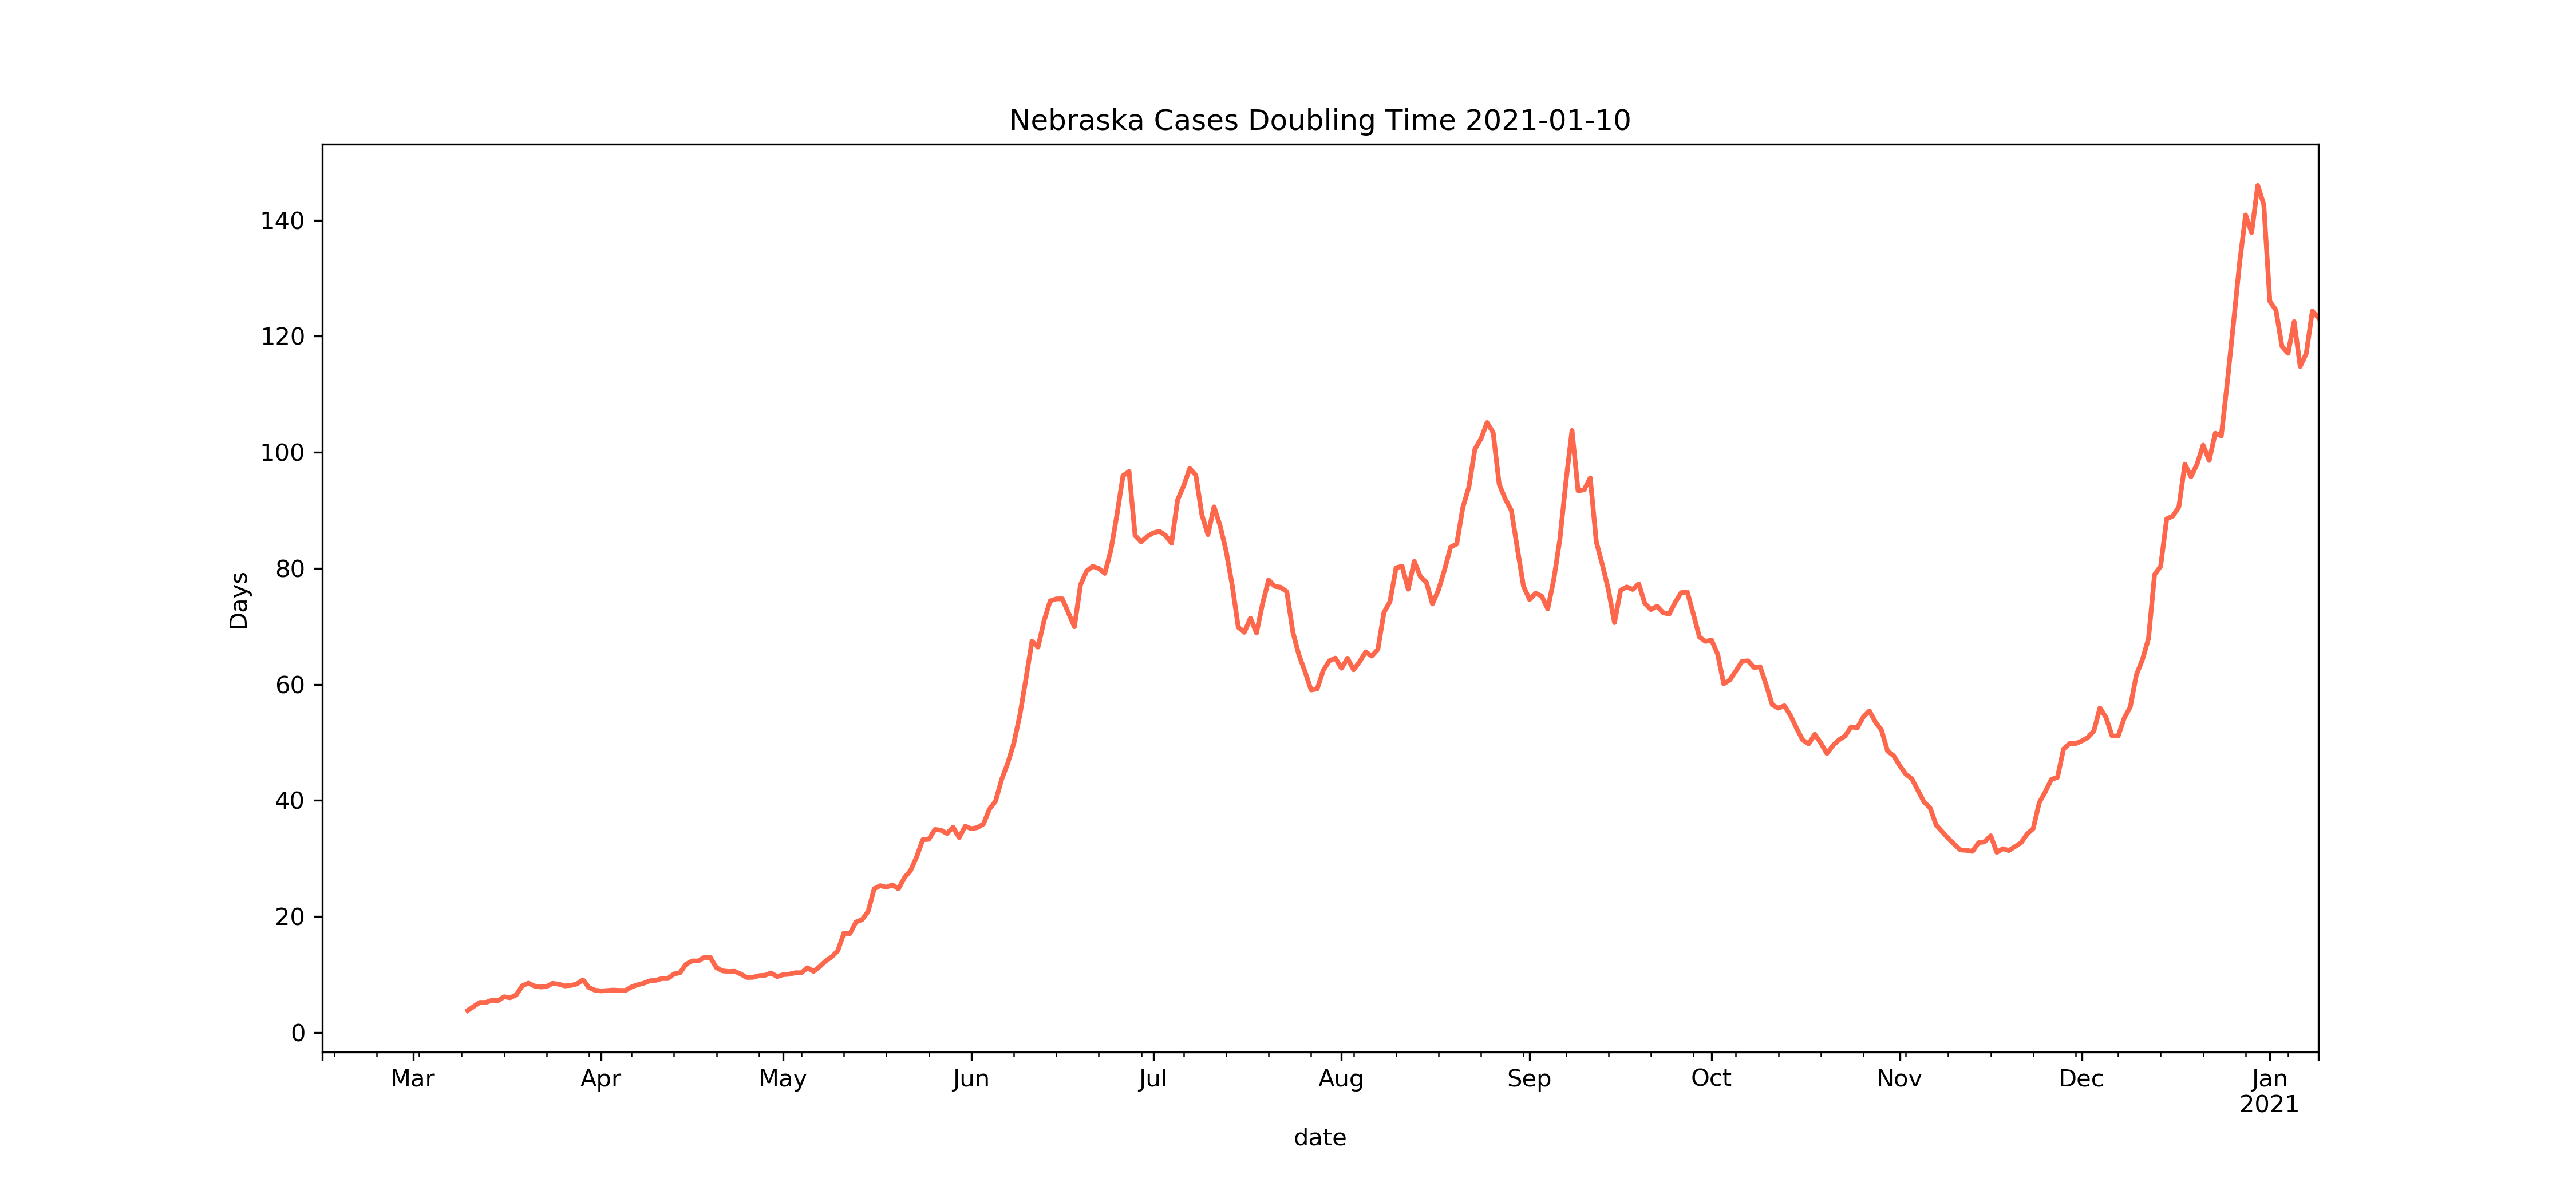 Nebraska Cases Doubling Time 2021-01-10
140
120
100
80
60
40
20
0
Days
Mar Apr May Jun Jul Aug Sep Oct Nov Dec Jan
2021
date